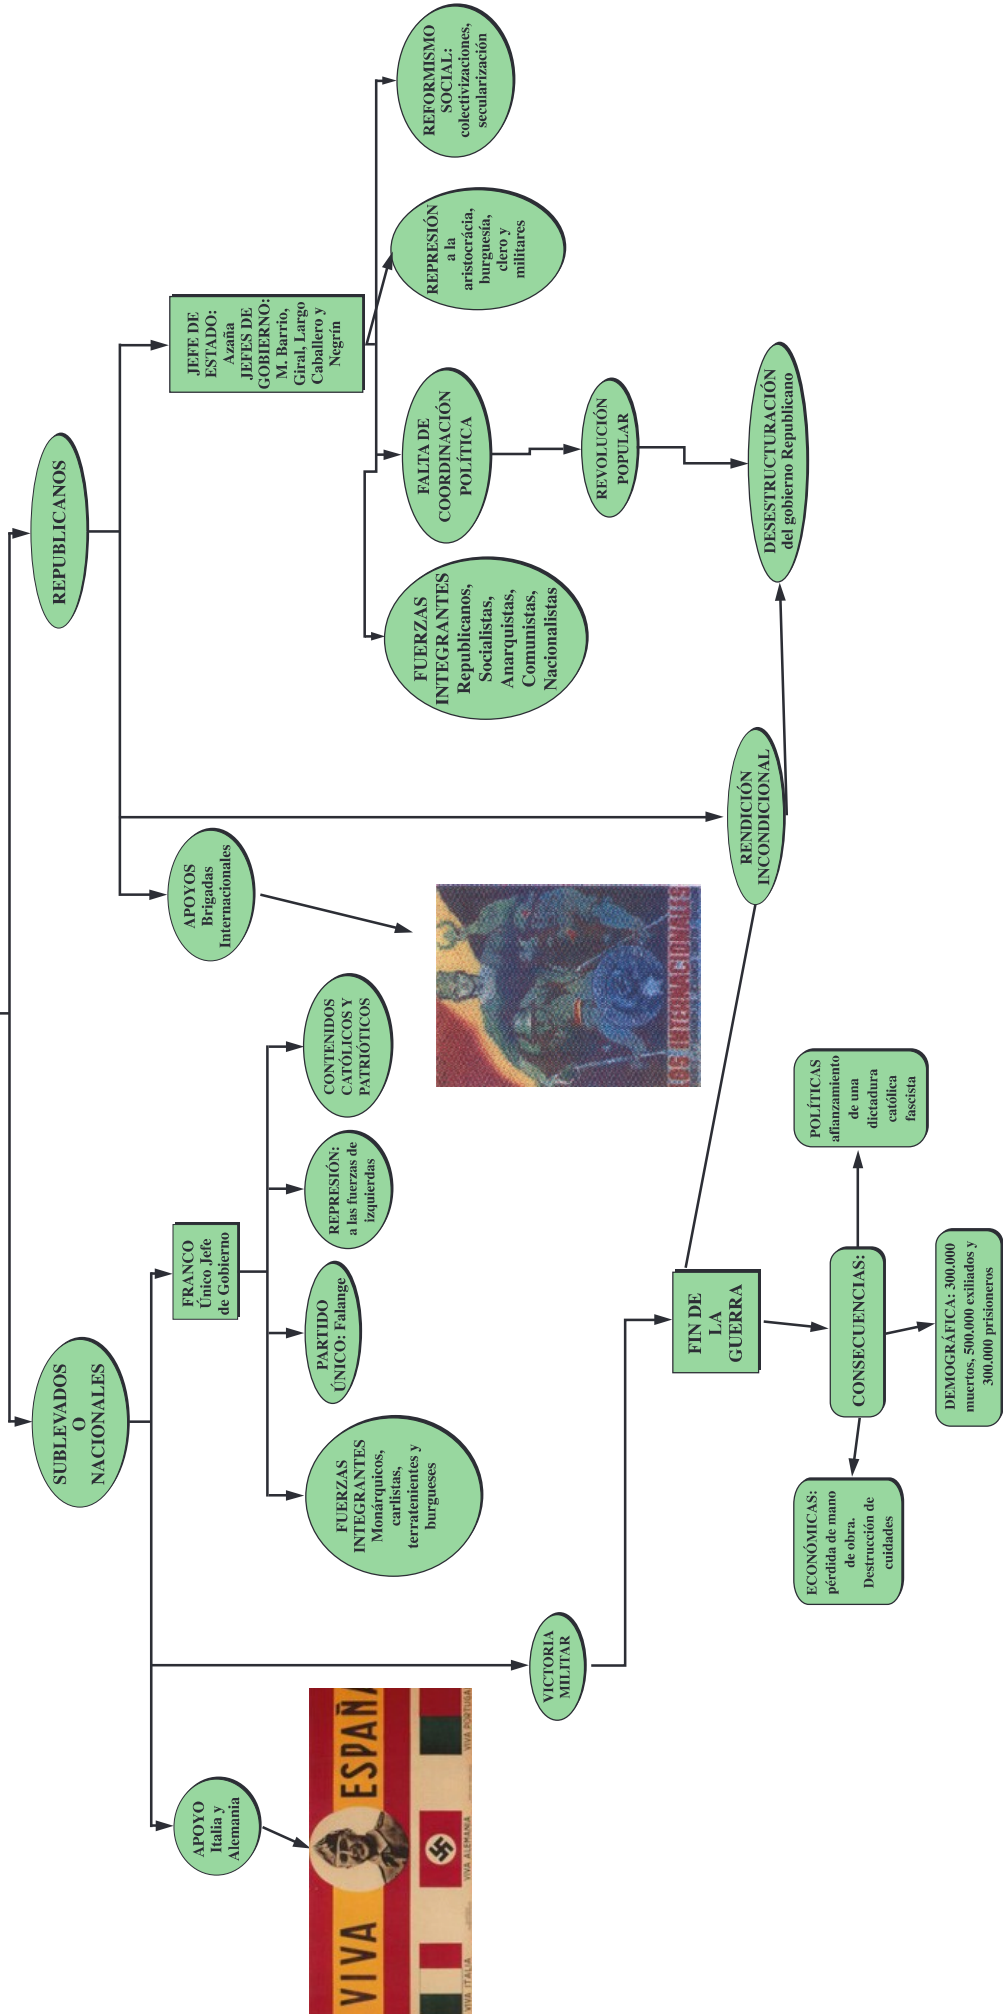 SUBLEVADOS
O
NACIONALES
REPUBLICANOS
APOYO
Italia y
Alemania
FRANCO
Único Jefe
de Gobierno
APOYOS
Brigadas
Internacionales
JEFE DE
ESTADO:
Azaña
JEFES DE
GOBIERNO:
M. Barrio,
Giral, Largo
Caballero y
Negrín
FUERZAS
INTEGRANTES
Monárquicos,
carlistas,
terratenientes y
burgueses
PARTIDO
ÚNICO: Falange
REPRESIÓN:
a las fuerzas de
izquierdas
CONTENIDOS
CATÓLICOS Y
PATRIÓTICOS
FUERZAS
INTEGRANTES
Republicanos,
Socialistas,
Anarquistas,
Comunistas,
Nacionalistas
FALTA DE
COORDINACIÓN
POLÍTICA
REPRESIÓN
a la
aristocrácia,
burguesía,
clero y
militares
REFORMISMO
SOCIAL:
colectivizaciones,
secularización
VIVA ESPAÑA
VIVA ITALIA
VIVA ALEMANIA
VIVA PORTUGAL
LOS INTERNACIONALES
VICTORIA
MILITAR
REVOLUCIÓN
POPULAR
FIN DE
LA
GUERRA
RENDICIÓN
INCONDICIONAL
DESESTRUCTURACIÓN
del gobierno Republicano
ECONÓMICAS:
pérdida de mano
de obra.
Destrucción de
cuidades
CONSECUENCIAS:
POLÍTICAS
afianzamiento
de una
dictadura
católica
fascista
DEMOGRÁFICA: 300.000
muertos, 500.000 exiliados y
300.000 prisioneros